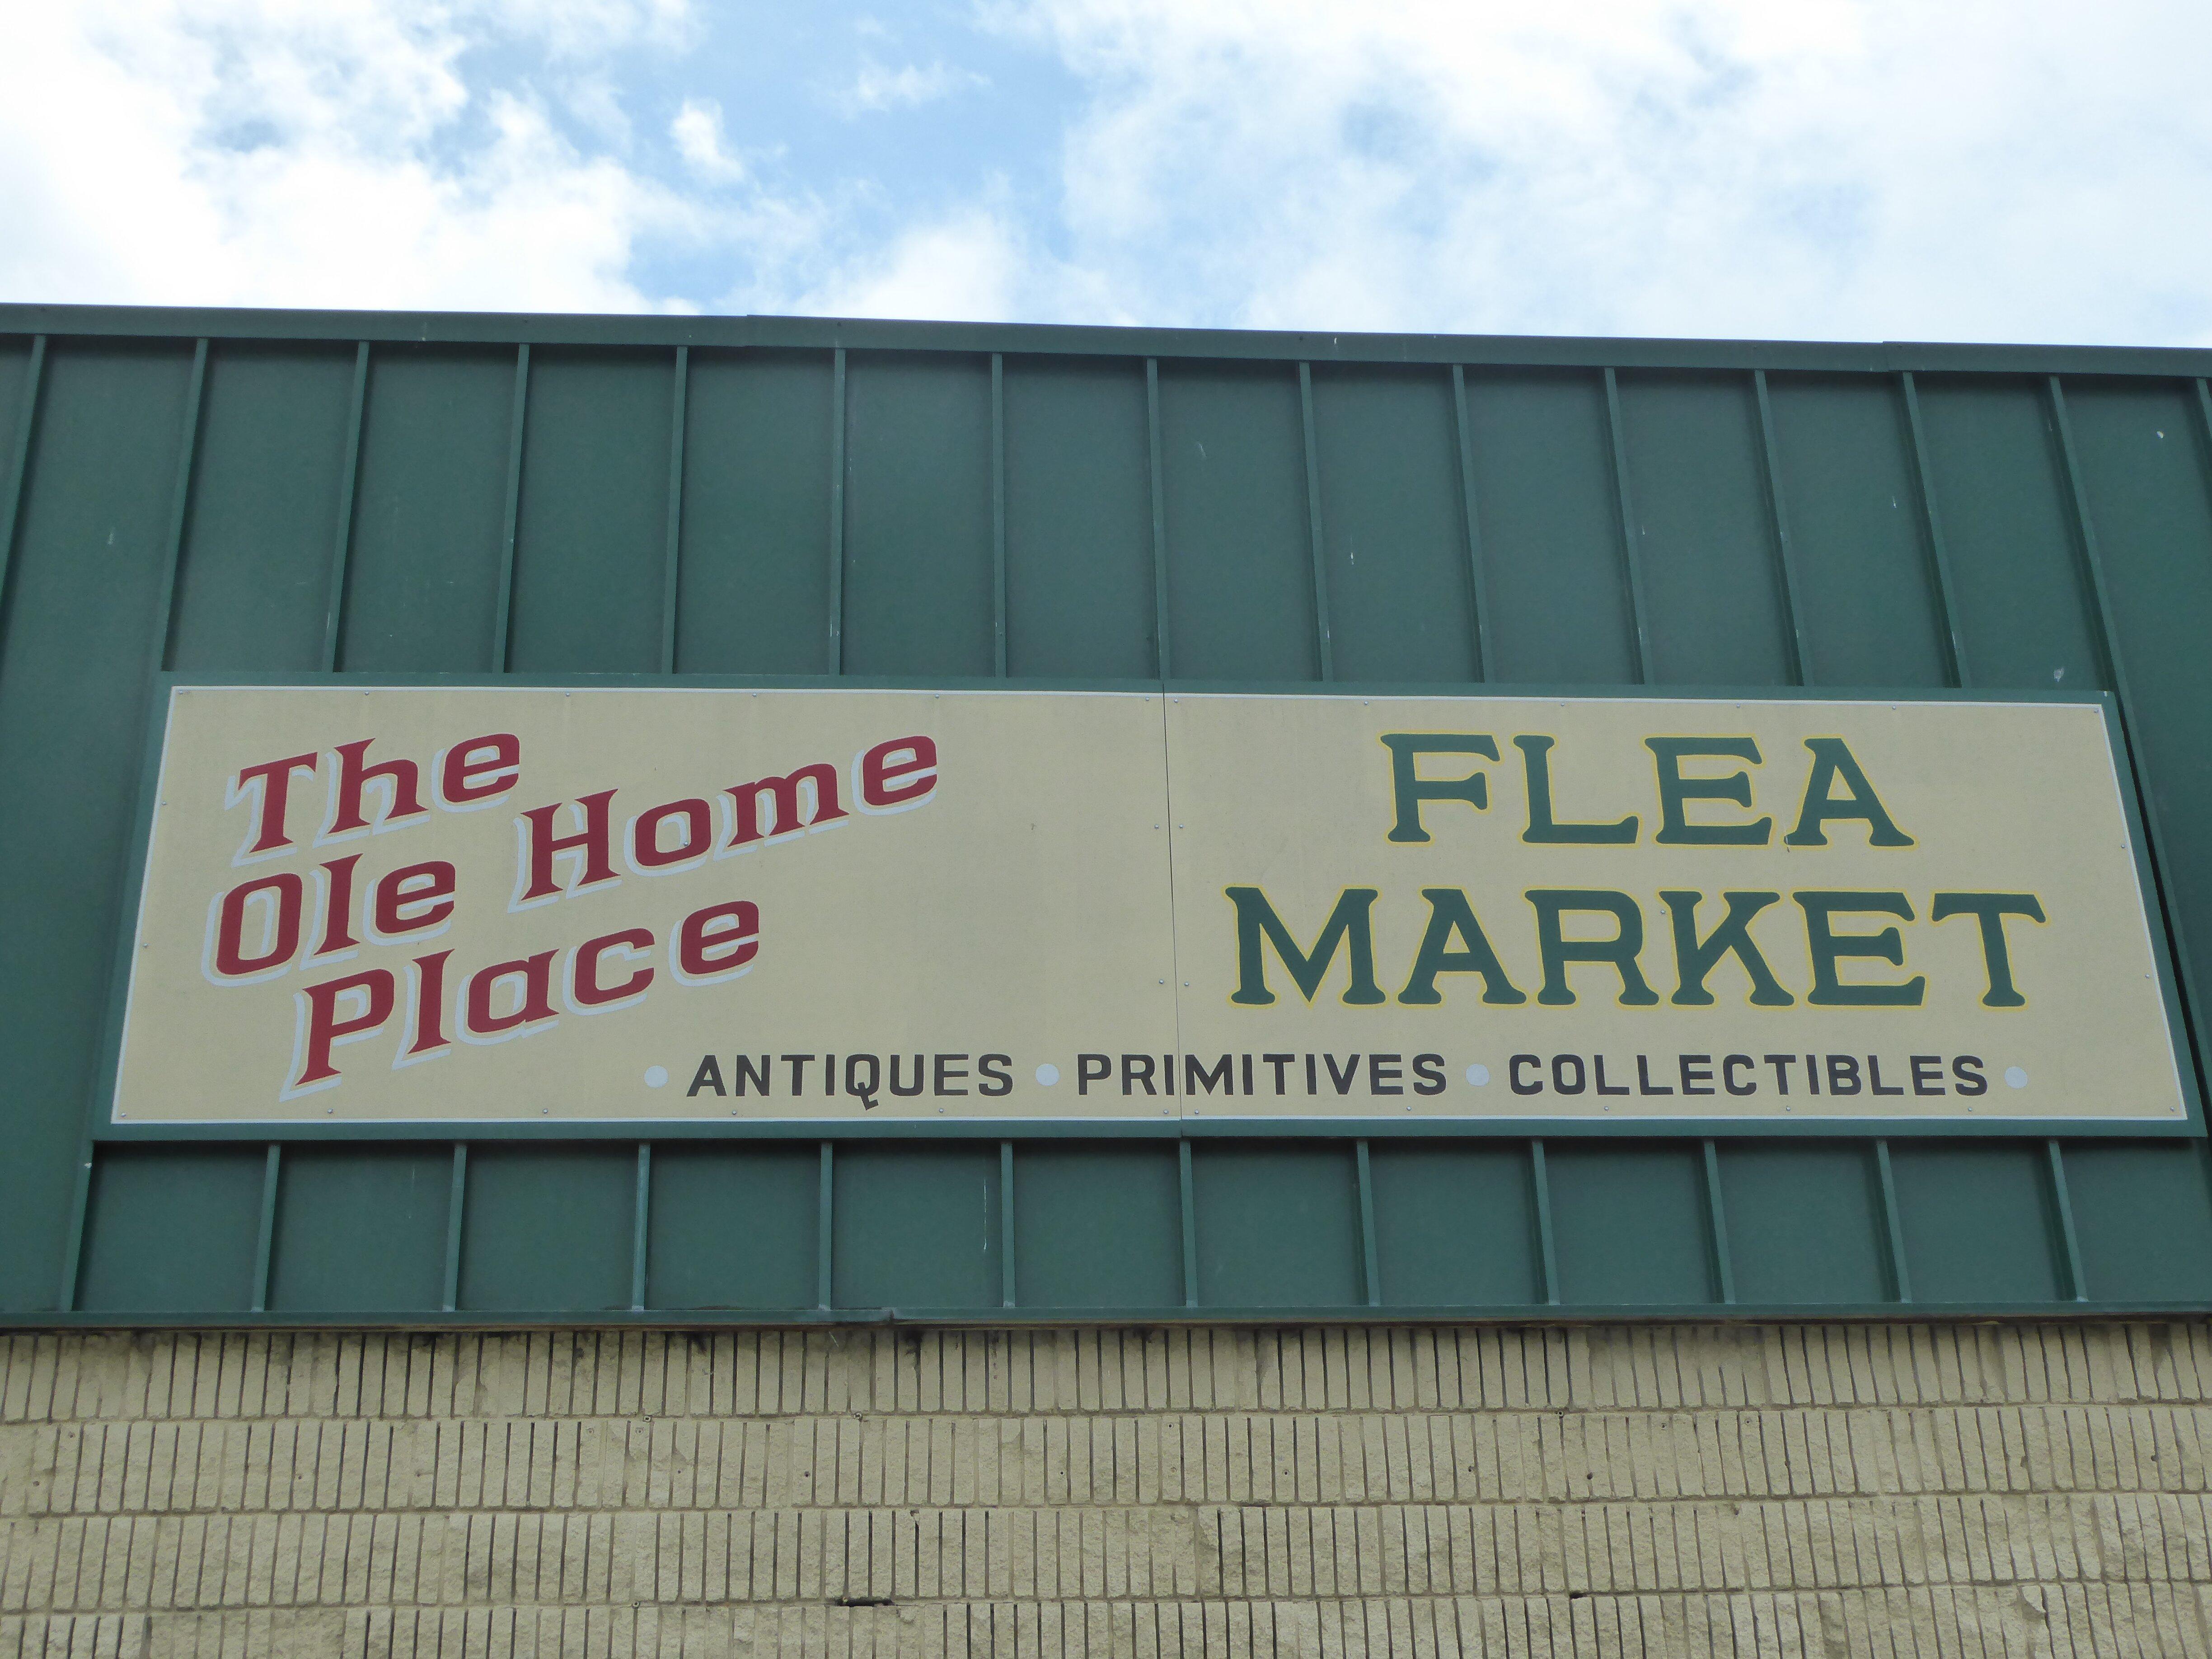 The
Ole Home
Place
FLEA
MARKET
• ANTIQUES • PRIMITIVES • COLLECTIBLES •